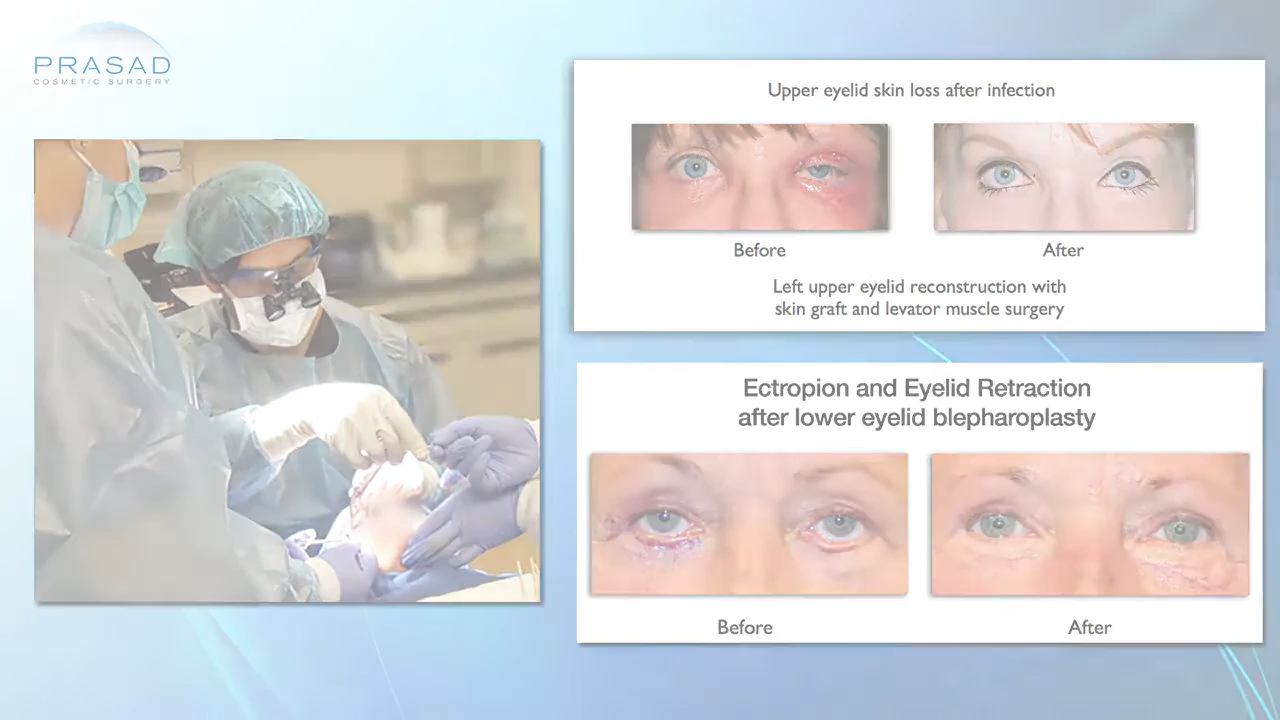 PRASAD
COSMETIC SURGERY
Upper eyelid skin loss after infection
Before
After
Left upper eyelid reconstruction with
skin graft and levator muscle surgery
Ectropion and Eyelid Retraction
after lower eyelid blepharoplasty
Before
After